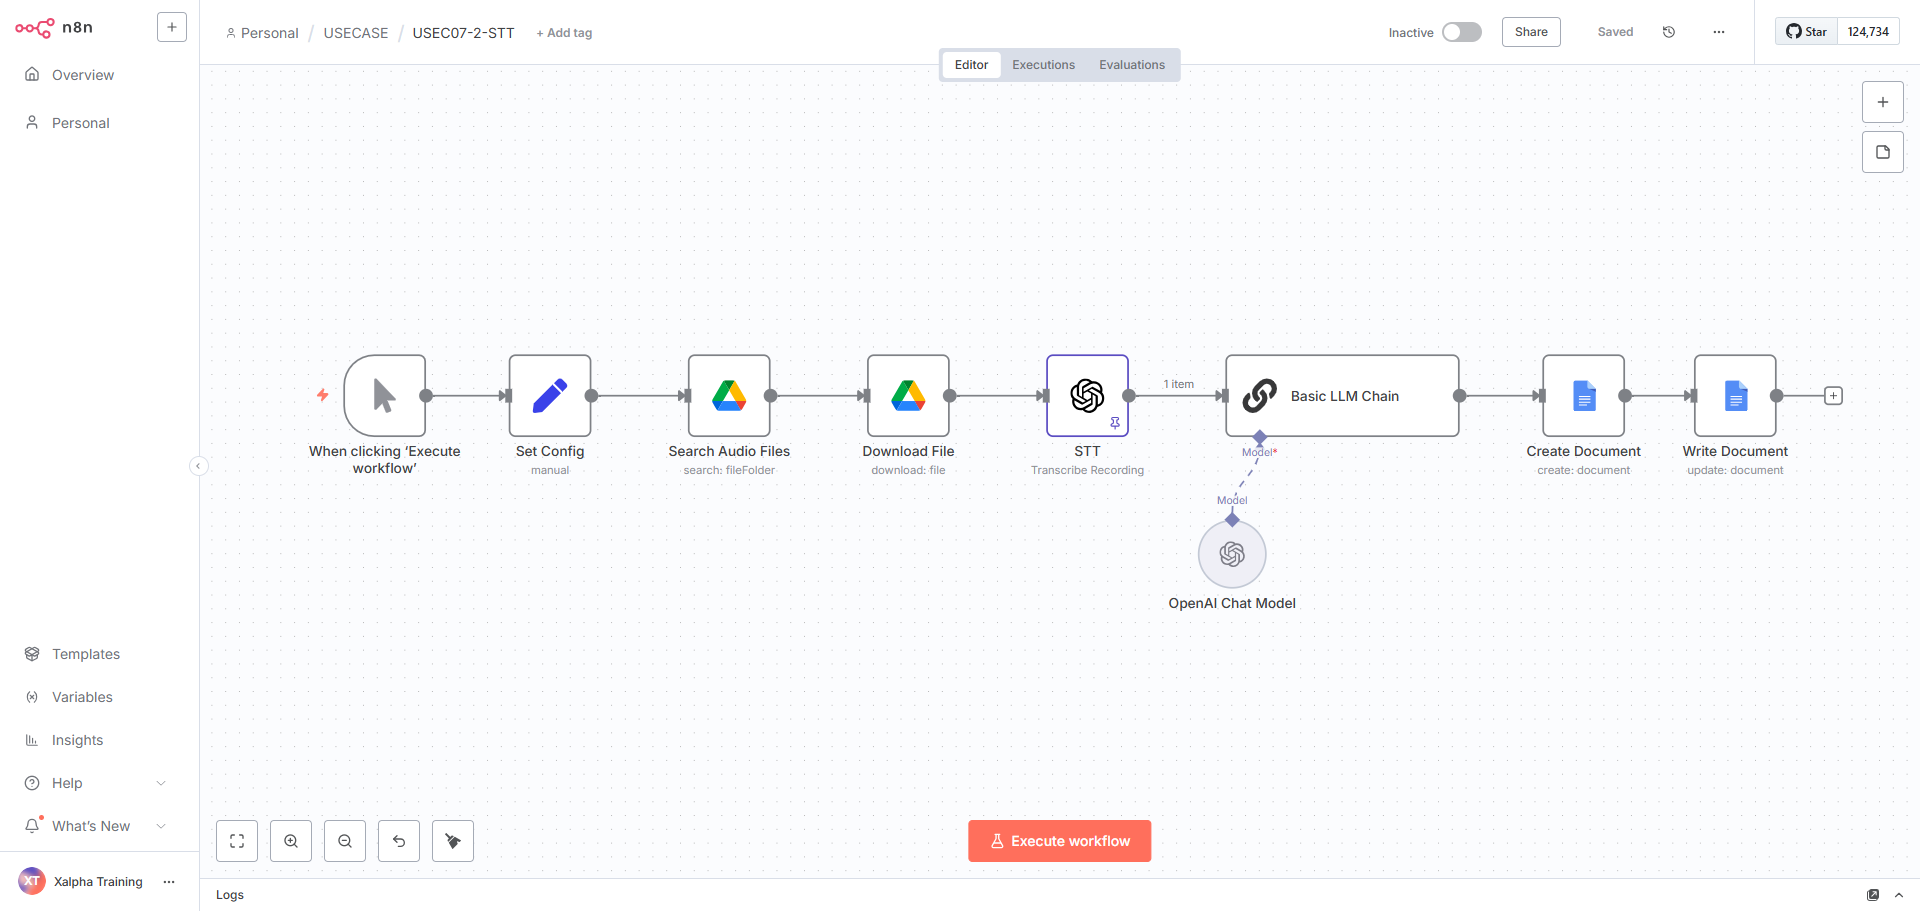 n8n
+
Overview
Personal
Templates
Variables
Insights
Help
What's New
XT
Xalpha Training
Personal / USECASE / USEC07-2-STT + Add tag
Inactive
Share
Saved
Star 124,734
Editor Executions Evaluations
When clicking ‘Execute
workflow’
Set Config
manual
Search Audio Files
search: fileFolder
Download File
download: file
STT
Transcribe Recording
1 item
Basic LLM Chain
Model*
Model
OpenAI Chat Model
Create Document
create: document
Write Document
update: document
Execute workflow
Logs